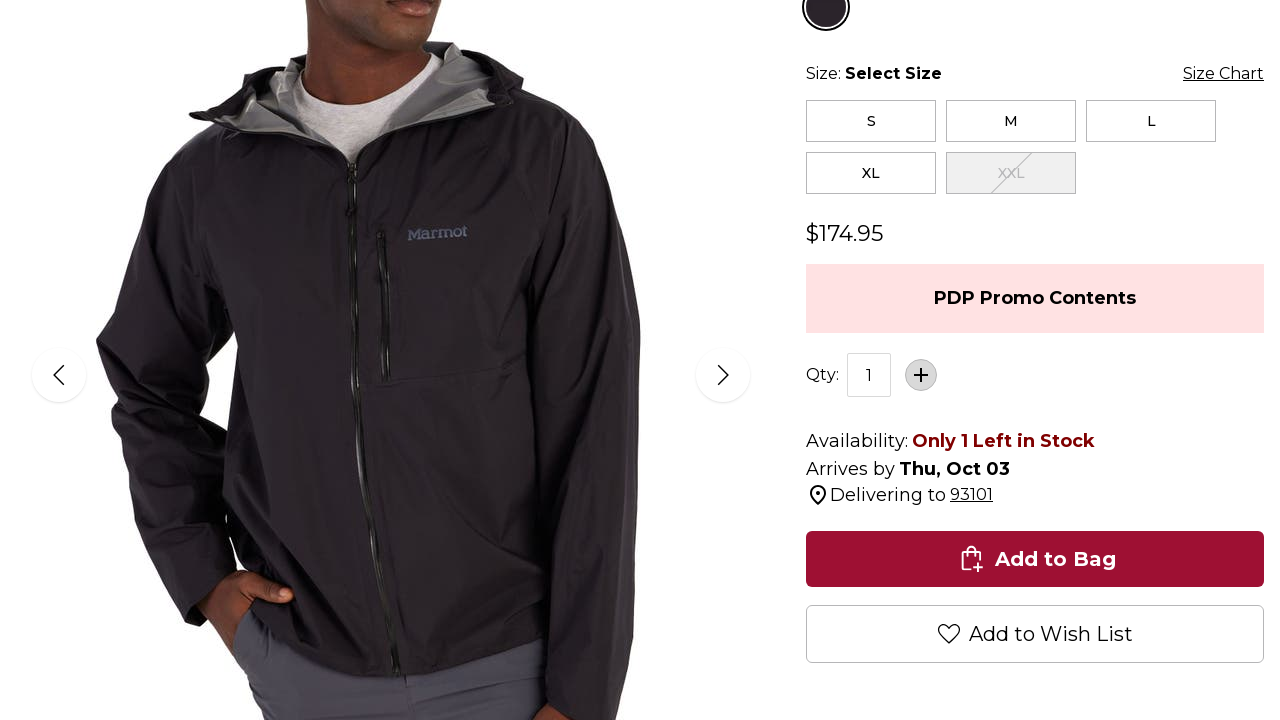 Size: Select Size
Size Chart
S
M
L
XL
XXL
$174.95
PDP Promo Contents
Marmot
Qty:
1
Availability: Only 1 Left in Stock
Arrives by Thu, Oct 03
Delivering to 93101
Add to Bag
Add to Wish List